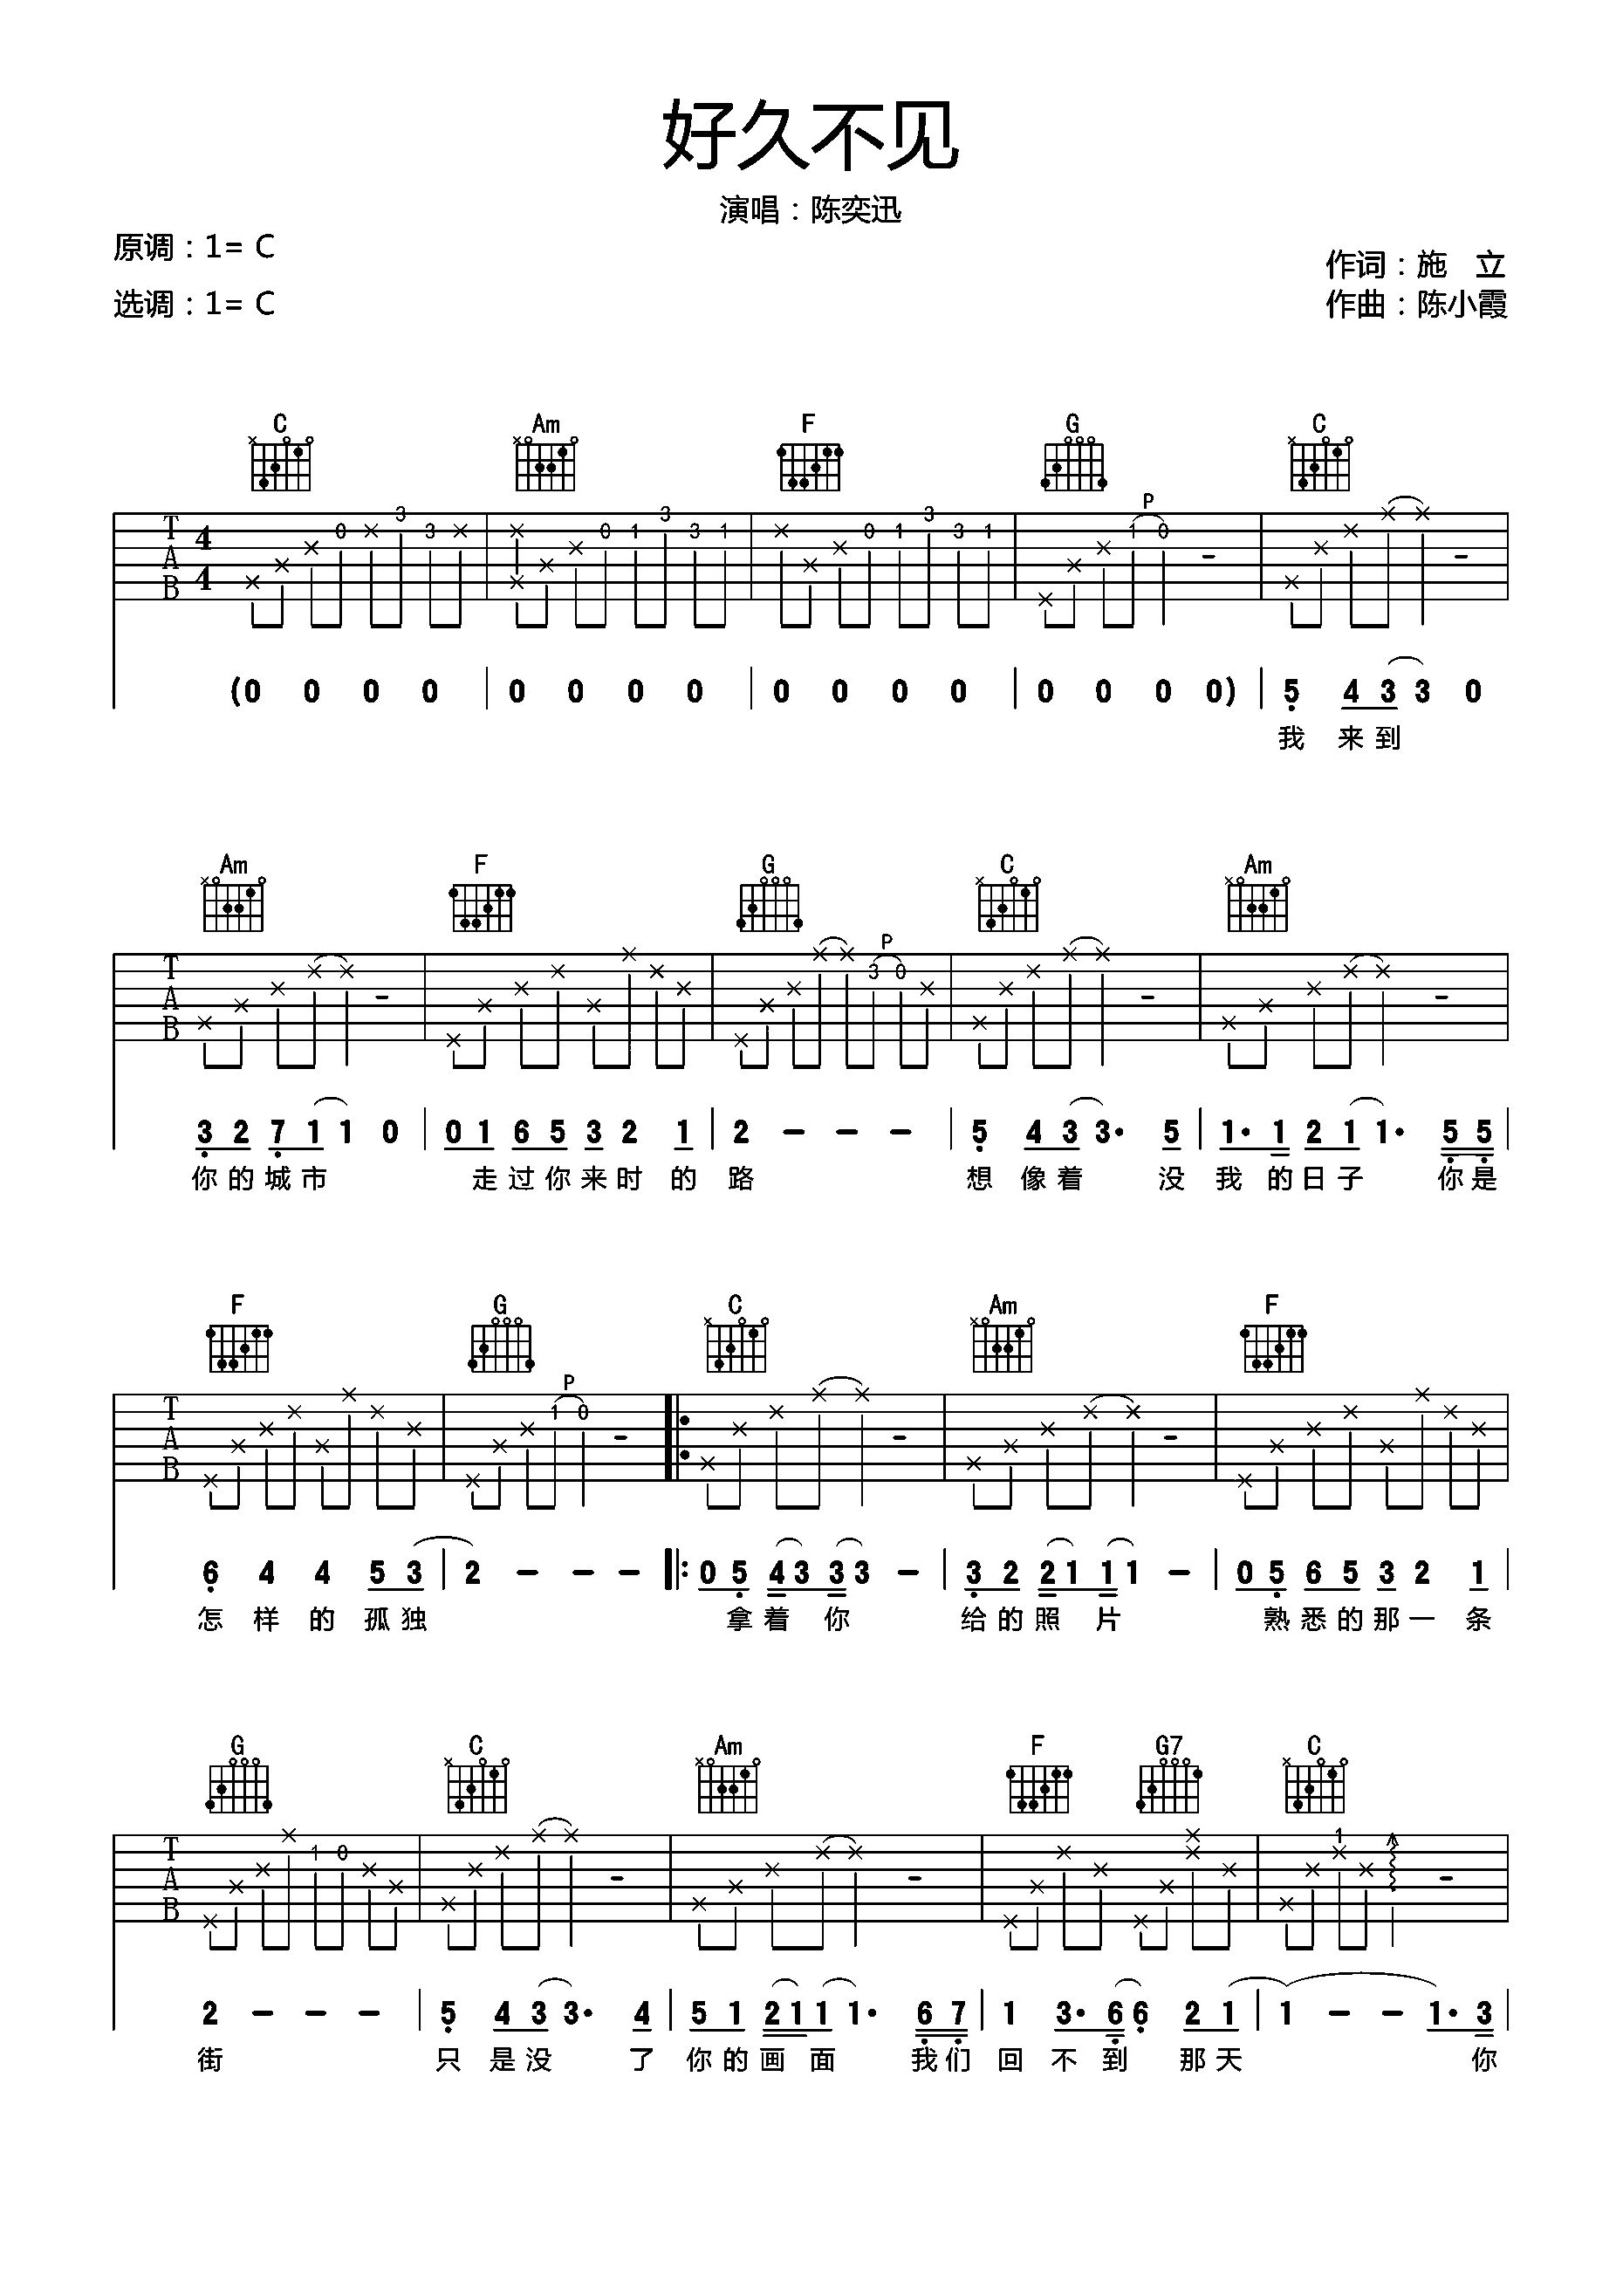 好久不见
演唱：陈奕迅
原调：1= C
作词：施 立
选调：1= C
作曲：陈小霞
C Am F G C
P
T A B 4 4 0 3 3 0 1 3 3 1 0 1 3 3 1 1 0
(0 0 0 0 0 0 0 0 0 0 0 0 0 0 0 0) 5 4 3 3 0
我 来 到
Am F G C Am
P
T A B 3 0
3 2 7 1 1 0 0 1 6 5 3 2 1 2 - - - 5 4 3 3· 5 1· 1 2 1 1· 5 5
你 的 城 市 走 过 你 来 时 的 路 想 像 着 没 我 的 日 子 你 是
F G C Am F
P
T A B 1 0
6 4 4 5 3 2 - - - 0 5 4 3 3 3 - 3 2 2 1 1 1 - 0 5 6 5 3 2 1
怎 样 的 孤 独 拿 着 你 给 的 照 片 熟 悉 的 那 一 条
G C Am F G7 C
T A B 1 0 1
2 - - - 5 4 3 3· 4 5 1 2 1 1 1· 6 7 1 3· 6 6 2 1 1 - - 1· 3
街 只 是 没 了 你 的 画 面 我 们 回 不 到 那 天 你